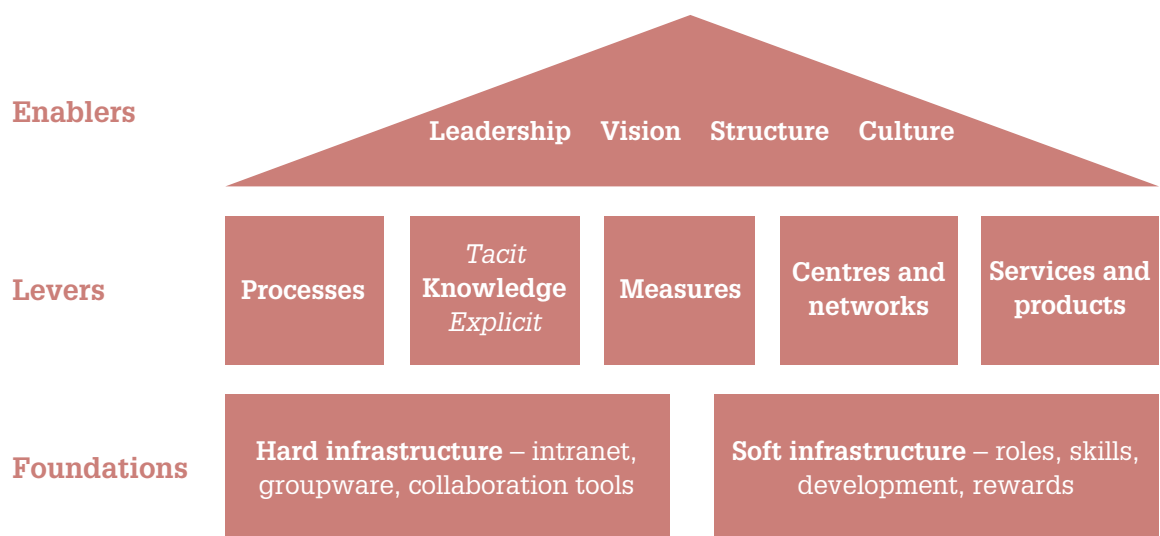 Enablers
Leadership Vision Structure Culture
Levers
Processes
Tacit
Knowledge
Explicit
Measures
Centres and
networks
Services and
products
Foundations
Hard infrastructure – intranet,
groupware, collaboration tools
Soft infrastructure – roles, skills,
development, rewards